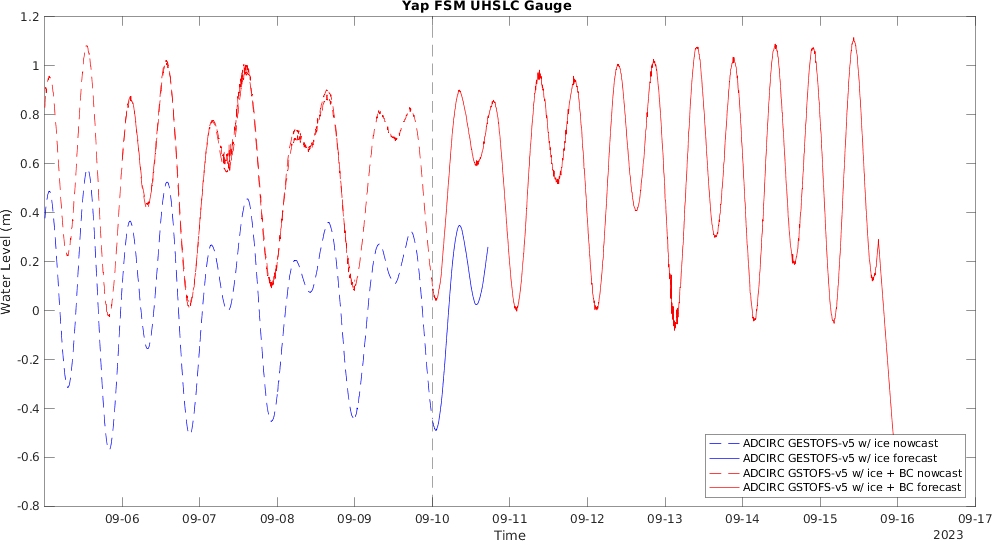 Yap FSM UHSLC Gauge
1.2
1
0.8
0.6
0.4
0.2
0
-0.2
-0.4
-0.6
-0.8
Water Level (m)
ADCIRC GESTOFS-v5 w/ ice nowcast
ADCIRC GESTOFS-v5 w/ ice forecast
ADCIRC GSTOFS-v5 w/ ice + BC nowcast
ADCIRC GSTOFS-v5 w/ ice + BC forecast
09-06 09-07 09-08 09-09 09-10 09-11 09-12 09-13 09-14 09-15 09-16 09-17
Time
2023